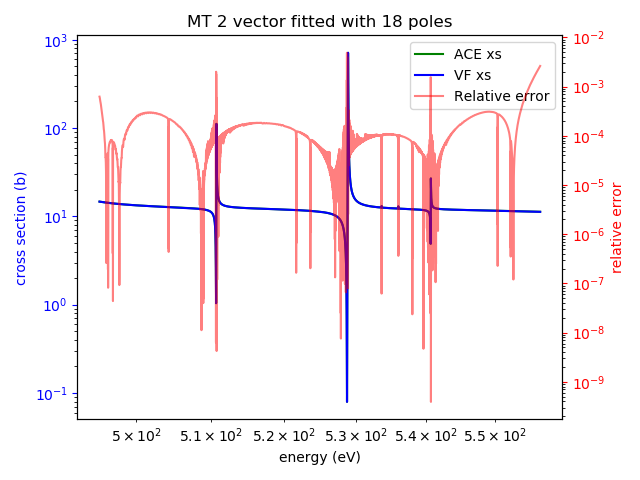 MT 2 vector fitted with 18 poles
ACE xs
VF xs
Relative error
cross section (b)
10³
10²
10¹
10⁰
10⁻¹
10⁻²
10⁻³
10⁻⁴
10⁻⁵
10⁻⁶
10⁻⁷
10⁻⁸
10⁻⁹
relative error
5×10² 5.1×10² 5.2×10² 5.3×10² 5.4×10² 5.5×10²
energy (eV)